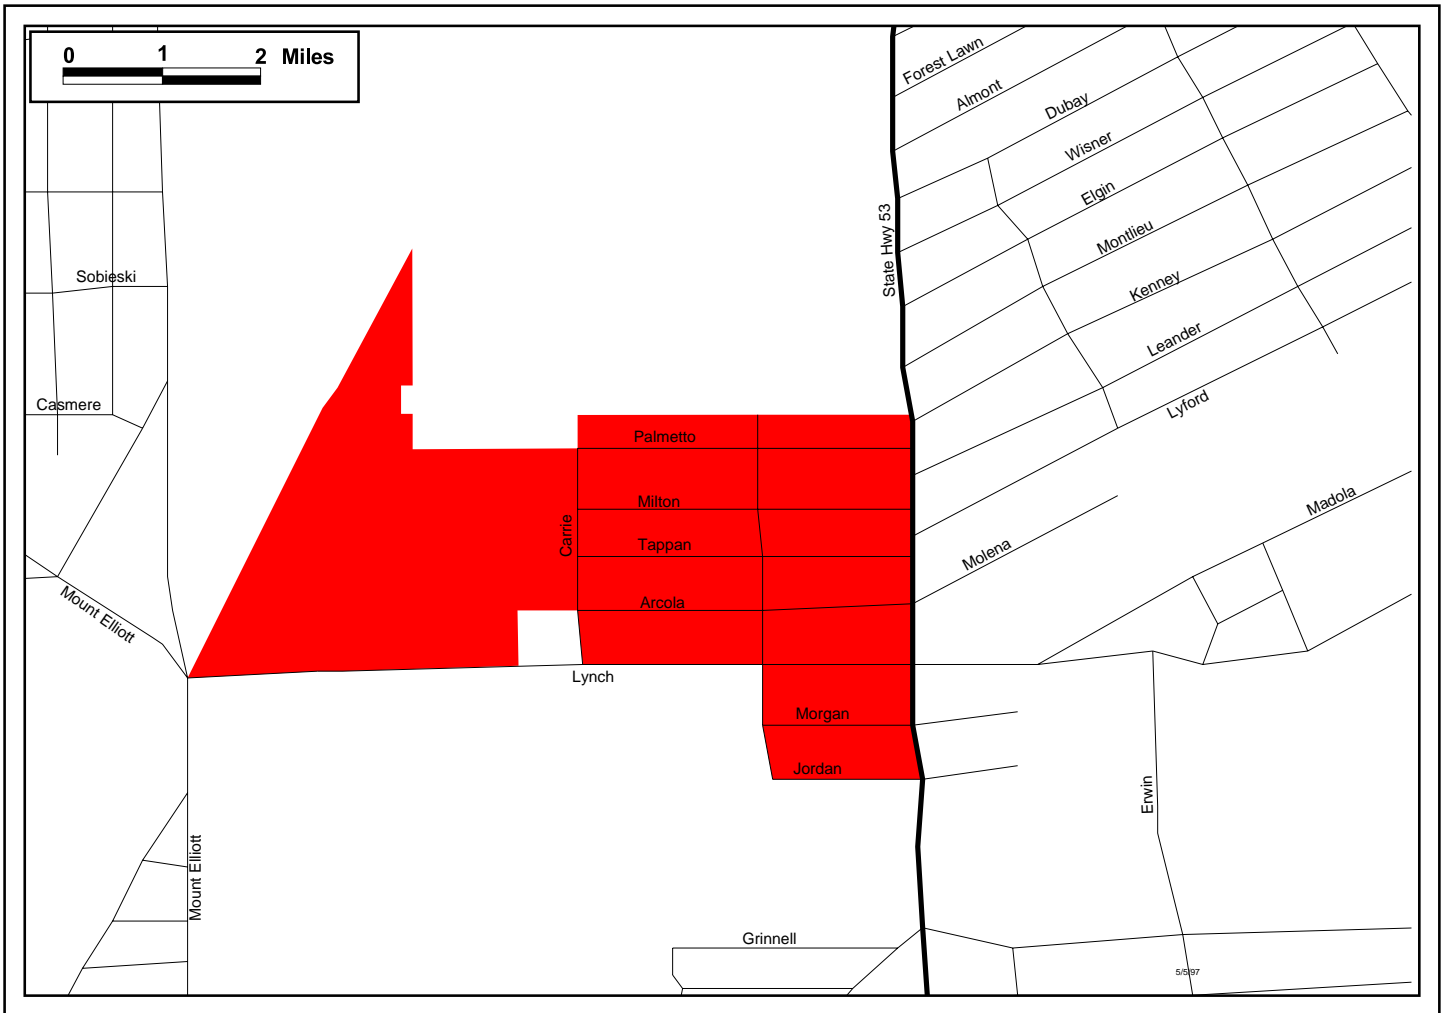 0 1 2 Miles
Forest Lawn
Almont
Dubay
Wisner
Elgin
Montlieu
Kenney
Leander
Lyford
State Hwy 53
Sobieski
Casmere
Mount Elliott
Palmetto
Milton
Carrie
Tappan
Arcola
Molena
Madola
Lynch
Morgan
Jordan
Erwin
Mount Elliott
Grinnell
5/5/97